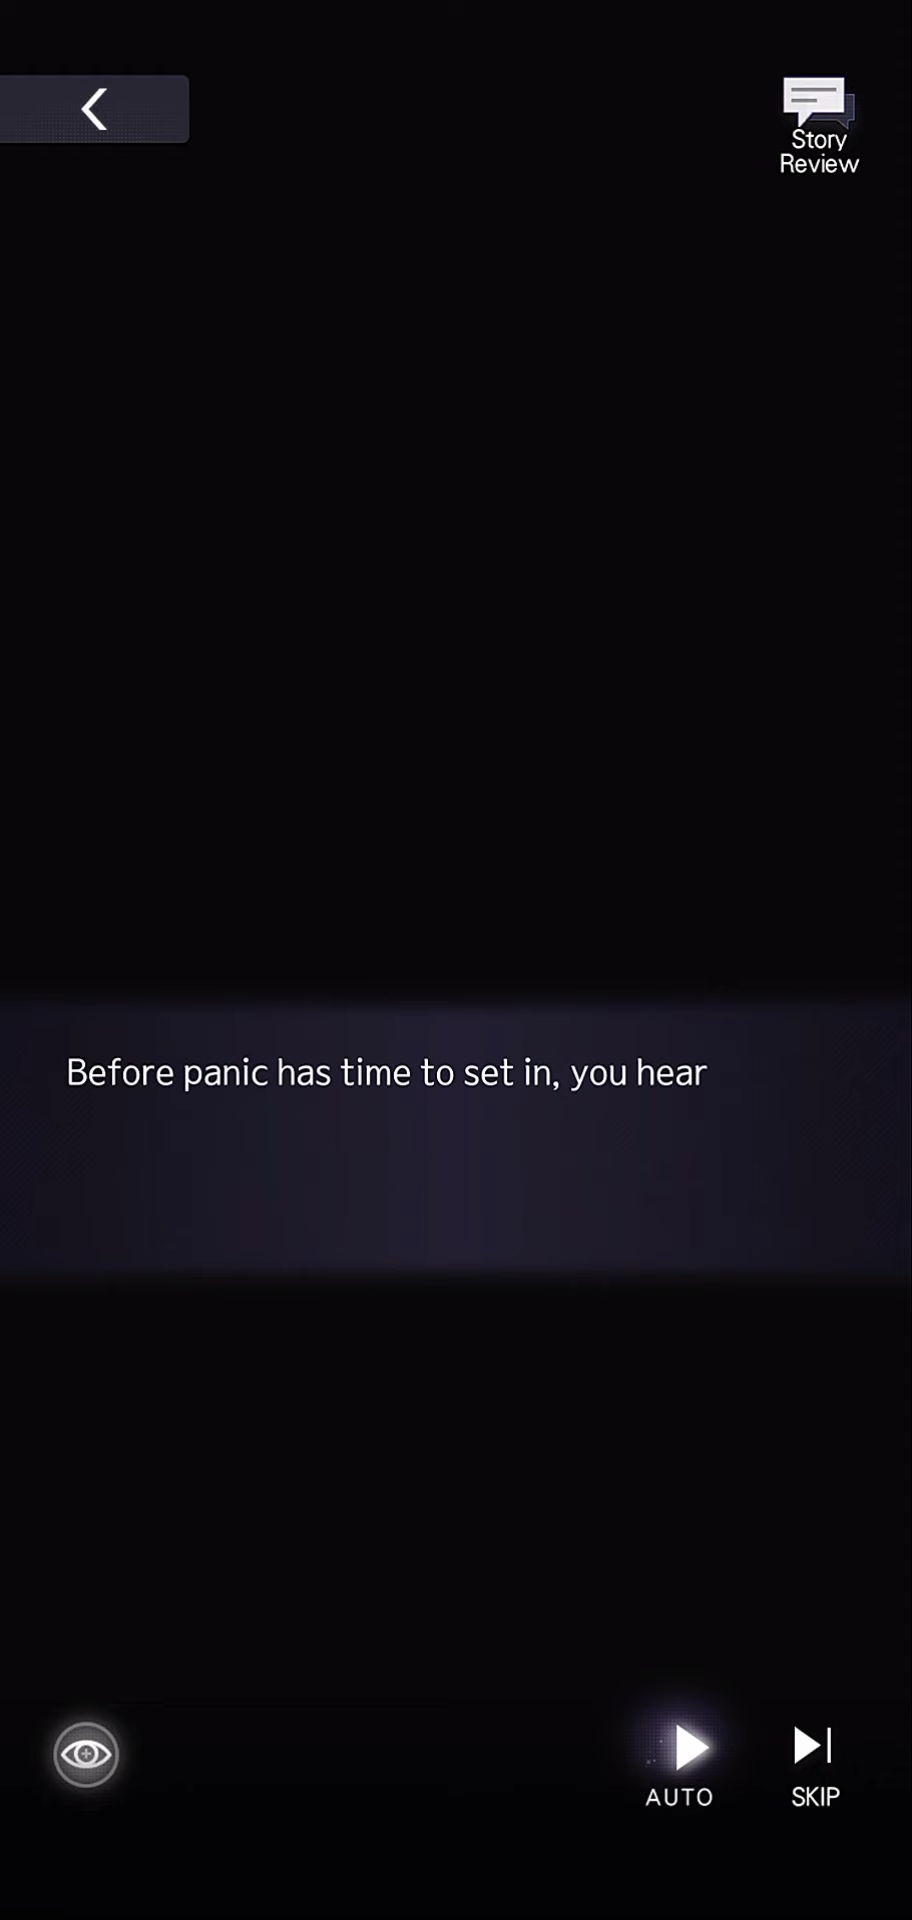 Story
Review
Before panic has time to set in, you hear
AUTO
SKIP